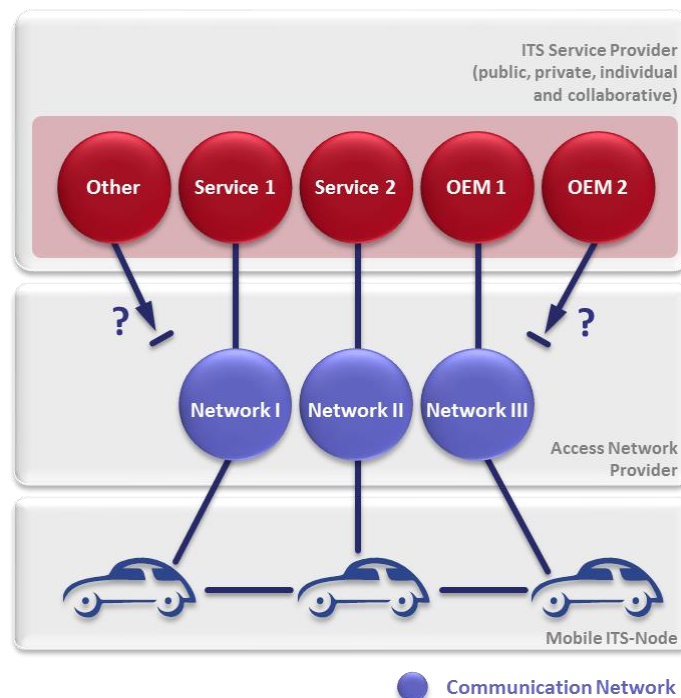 ITS Service Provider
(public, private, individual
and collaborative)
Other
Service 1
Service 2
OEM 1
OEM 2
?
?
Network I
Network II
Network III
Access Network
Provider
Mobile ITS-Node
Communication Network